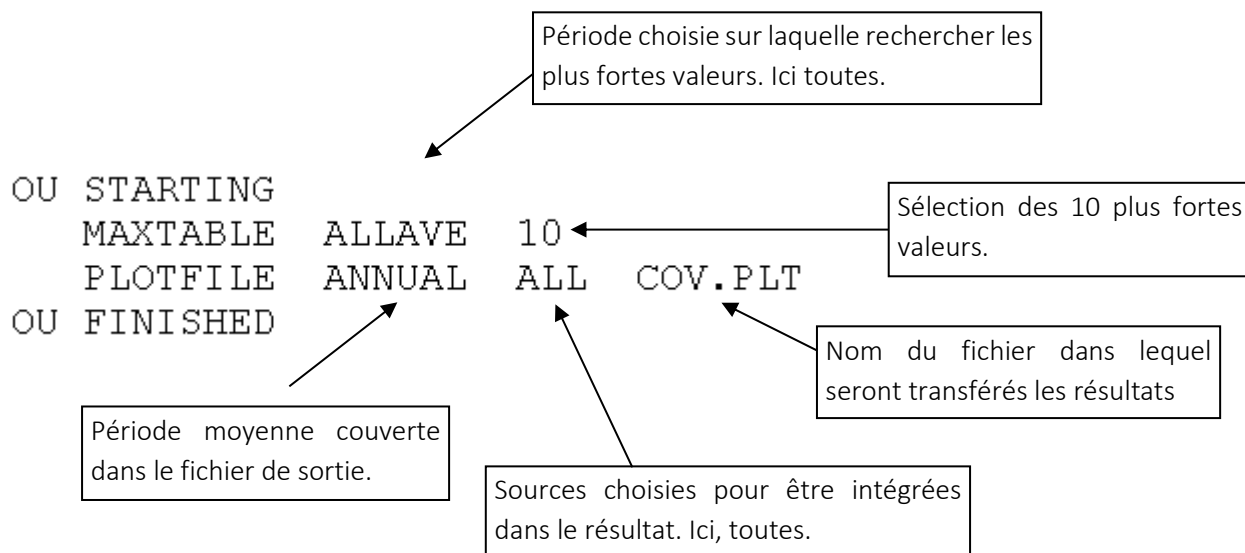 Période choisie sur laquelle rechercher les
plus fortes valeurs. Ici toutes.
OU STARTING
MAXTABLE ALLAVE 10
PLOTFILE ANNUAL ALL COV.PLT
OU FINISHED
Sélection des 10 plus fortes
valeurs.
Nom du fichier dans lequel
seront transférés les résultats
Période moyenne couverte
dans le fichier de sortie.
Sources choisies pour être intégrées
dans le résultat. Ici, toutes.